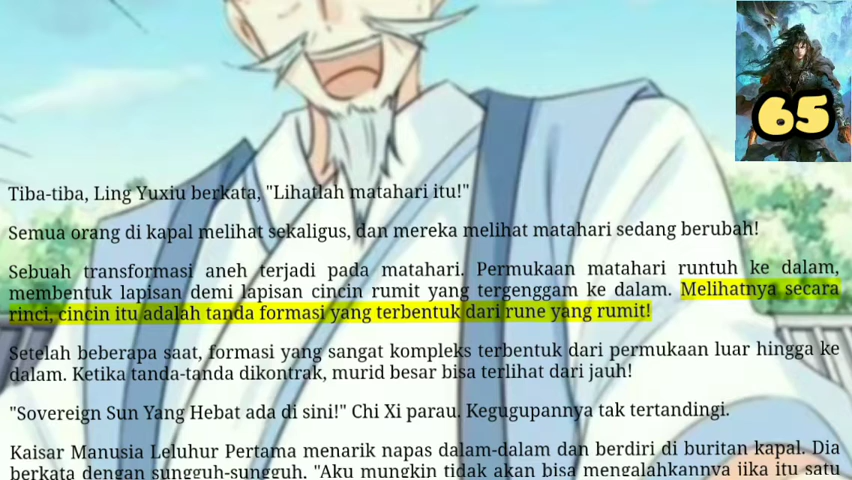 65
Tiba-tiba, Ling Yuxiu berkata, "Lihatlah matahari itu!"
Semua orang di kapal melihat sekaligus, dan mereka melihat matahari sedang berubah!
Sebuah transformasi aneh terjadi pada matahari. Permukaan matahari runtuh ke dalam,
membentuk lapisan demi lapisan cincin rumit yang tergenggam ke dalam. Melihatnya secara
rinci, cincin itu adalah tanda formasi yang terbentuk dari rune yang rumit!
Setelah beberapa saat, formasi yang sangat kompleks terbentuk dari permukaan luar hingga ke
dalam. Ketika tanda-tanda dikontrak, murid besar bisa terlihat dari jauh!
"Sovereign Sun Yang Hebat ada di sini!" Chi Xi parau. Kegugupannya tak tertandingi.
Kaisar Manusia Leluhur Pertama menarik napas dalam-dalam dan berdiri di buritan kapal. Dia
berkata dengan sungguh-sungguh. "Aku mungkin tidak akan bisa mengalahkannya jika itu satu